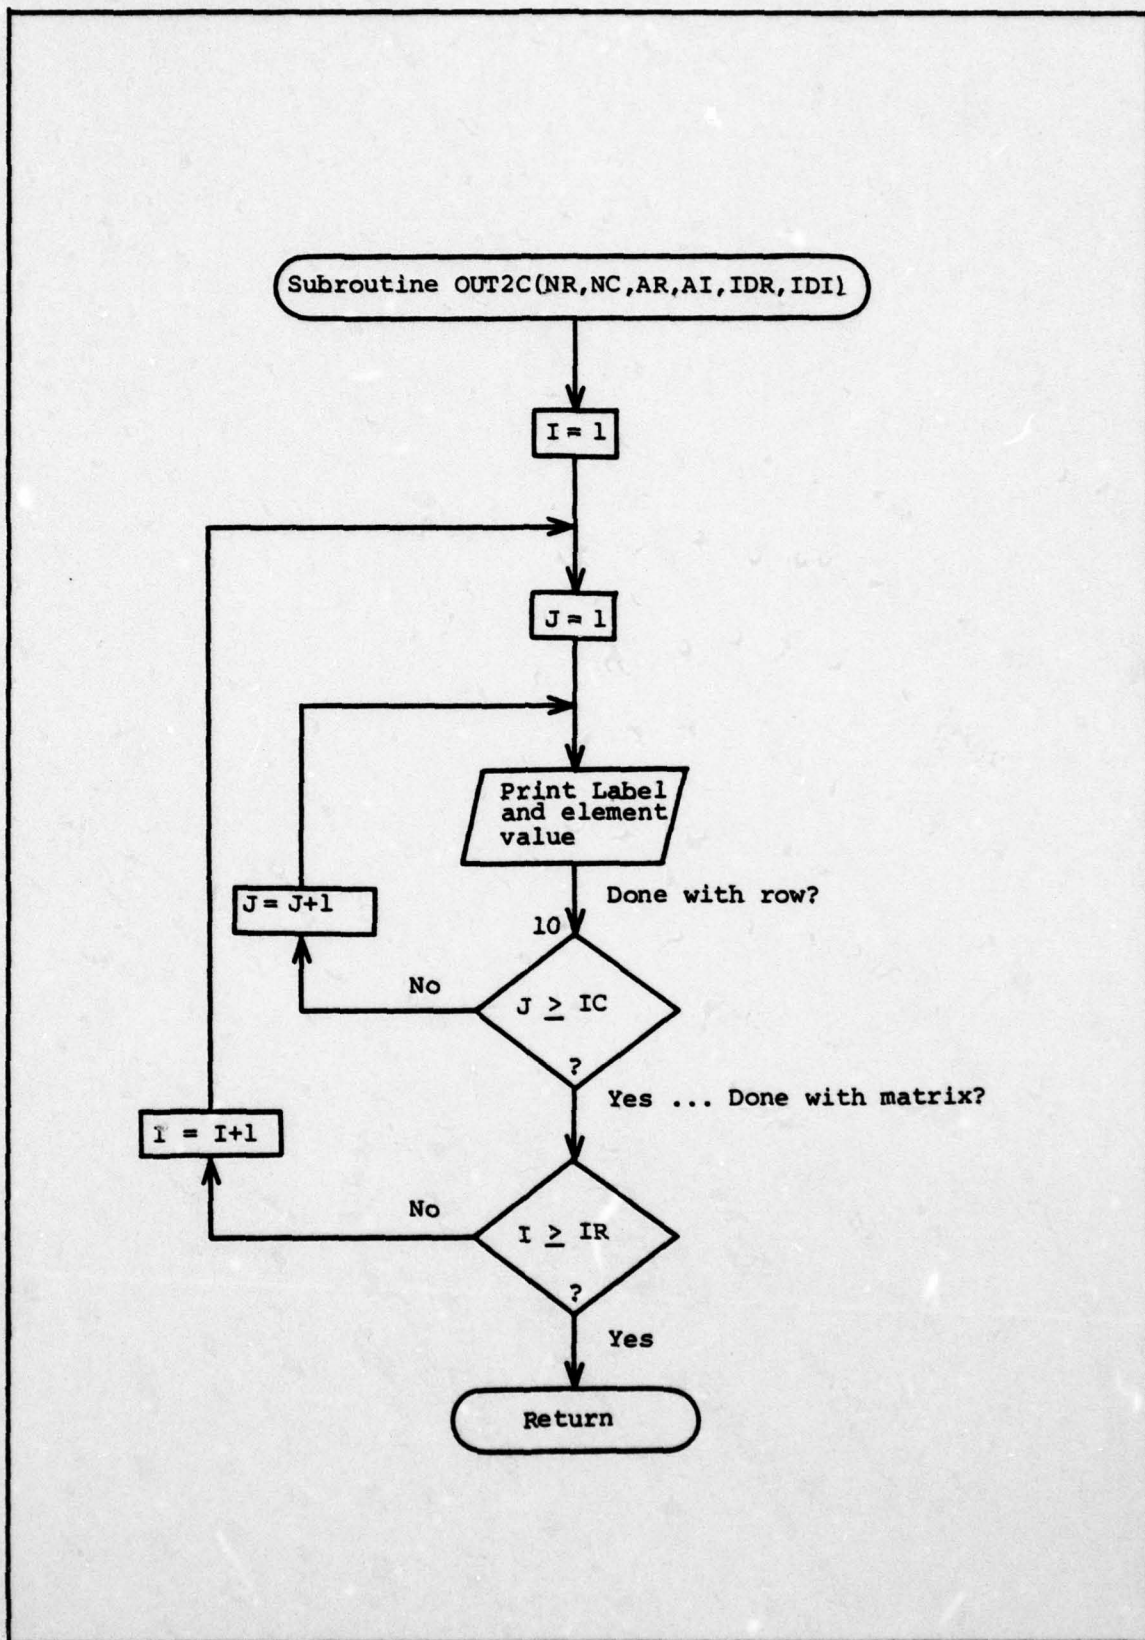 Subroutine OUT2C(NR,NC,AR,AI,IDR,IDI)
I = 1
J = 1
Print Label
and element
value
Done with row?
J = J+1
10
No
J ≥ IC
?
Yes ... Done with matrix?
I = I+1
No
I ≥ IR
?
Yes
Return